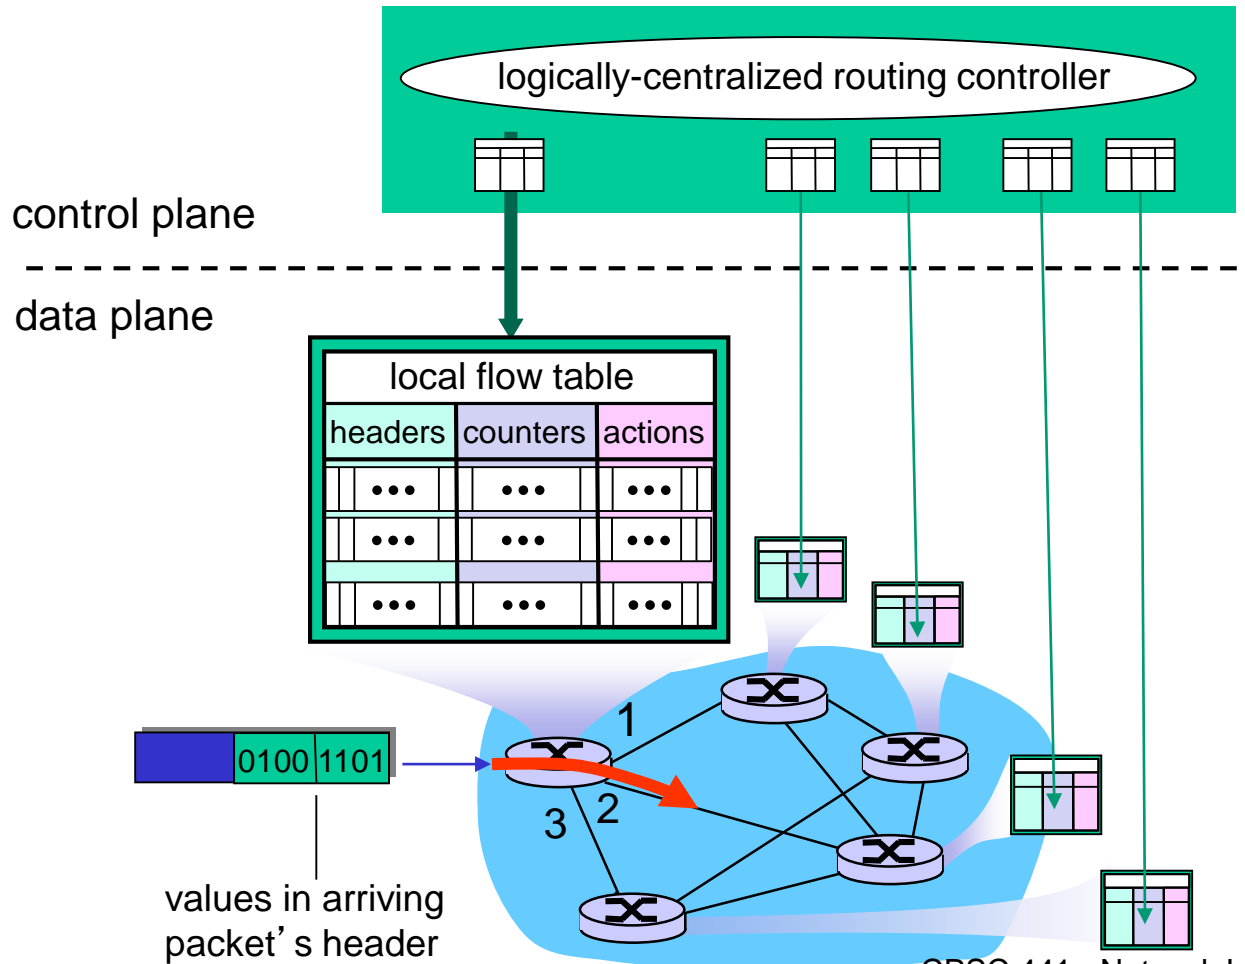 logically-centralized routing controller
control plane
data plane
local flow table
headers counters actions
1
0100 1101
2
3
values in arriving
packet's header